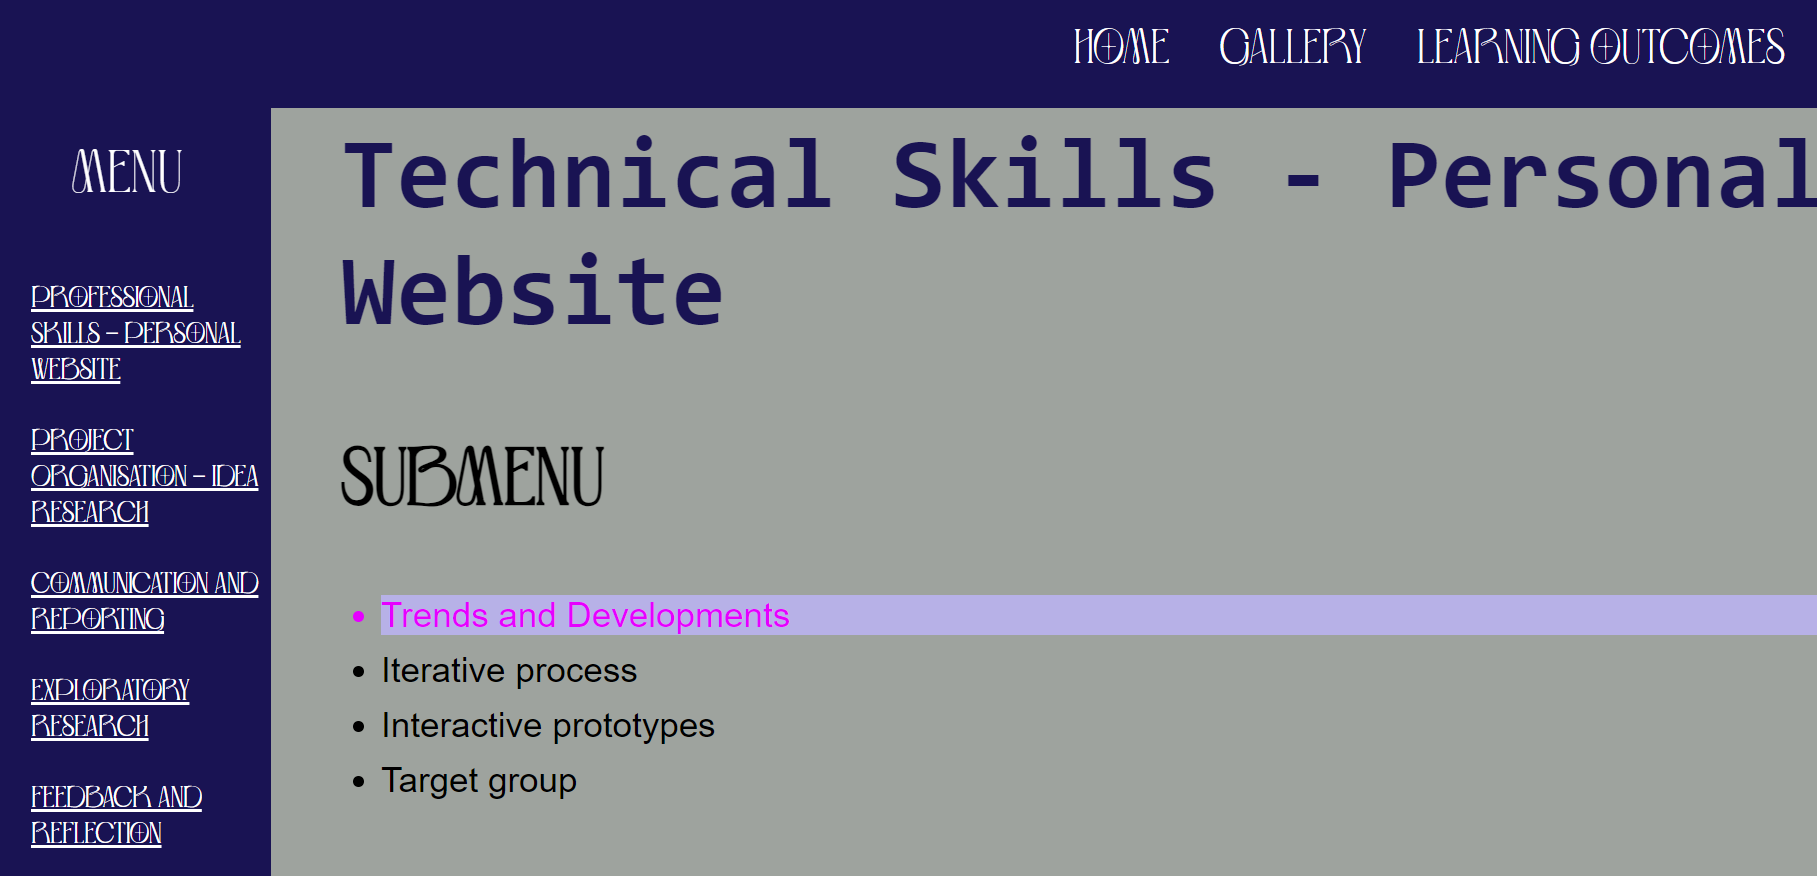 HOME GALLERY LEARNING OUTCOMES
MENU
PROFESSIONAL
SKILLS – PERSONAL
WEBSITE
PROJECT
ORGANISATION – IDEA
RESEARCH
COMMUNICATION AND
REPORTING
EXPLORATORY
RESEARCH
FEEDBACK AND
REFLECTION
Technical Skills - Personal
Website
SUBMENU
• Trends and Developments
• Iterative process
• Interactive prototypes
• Target group